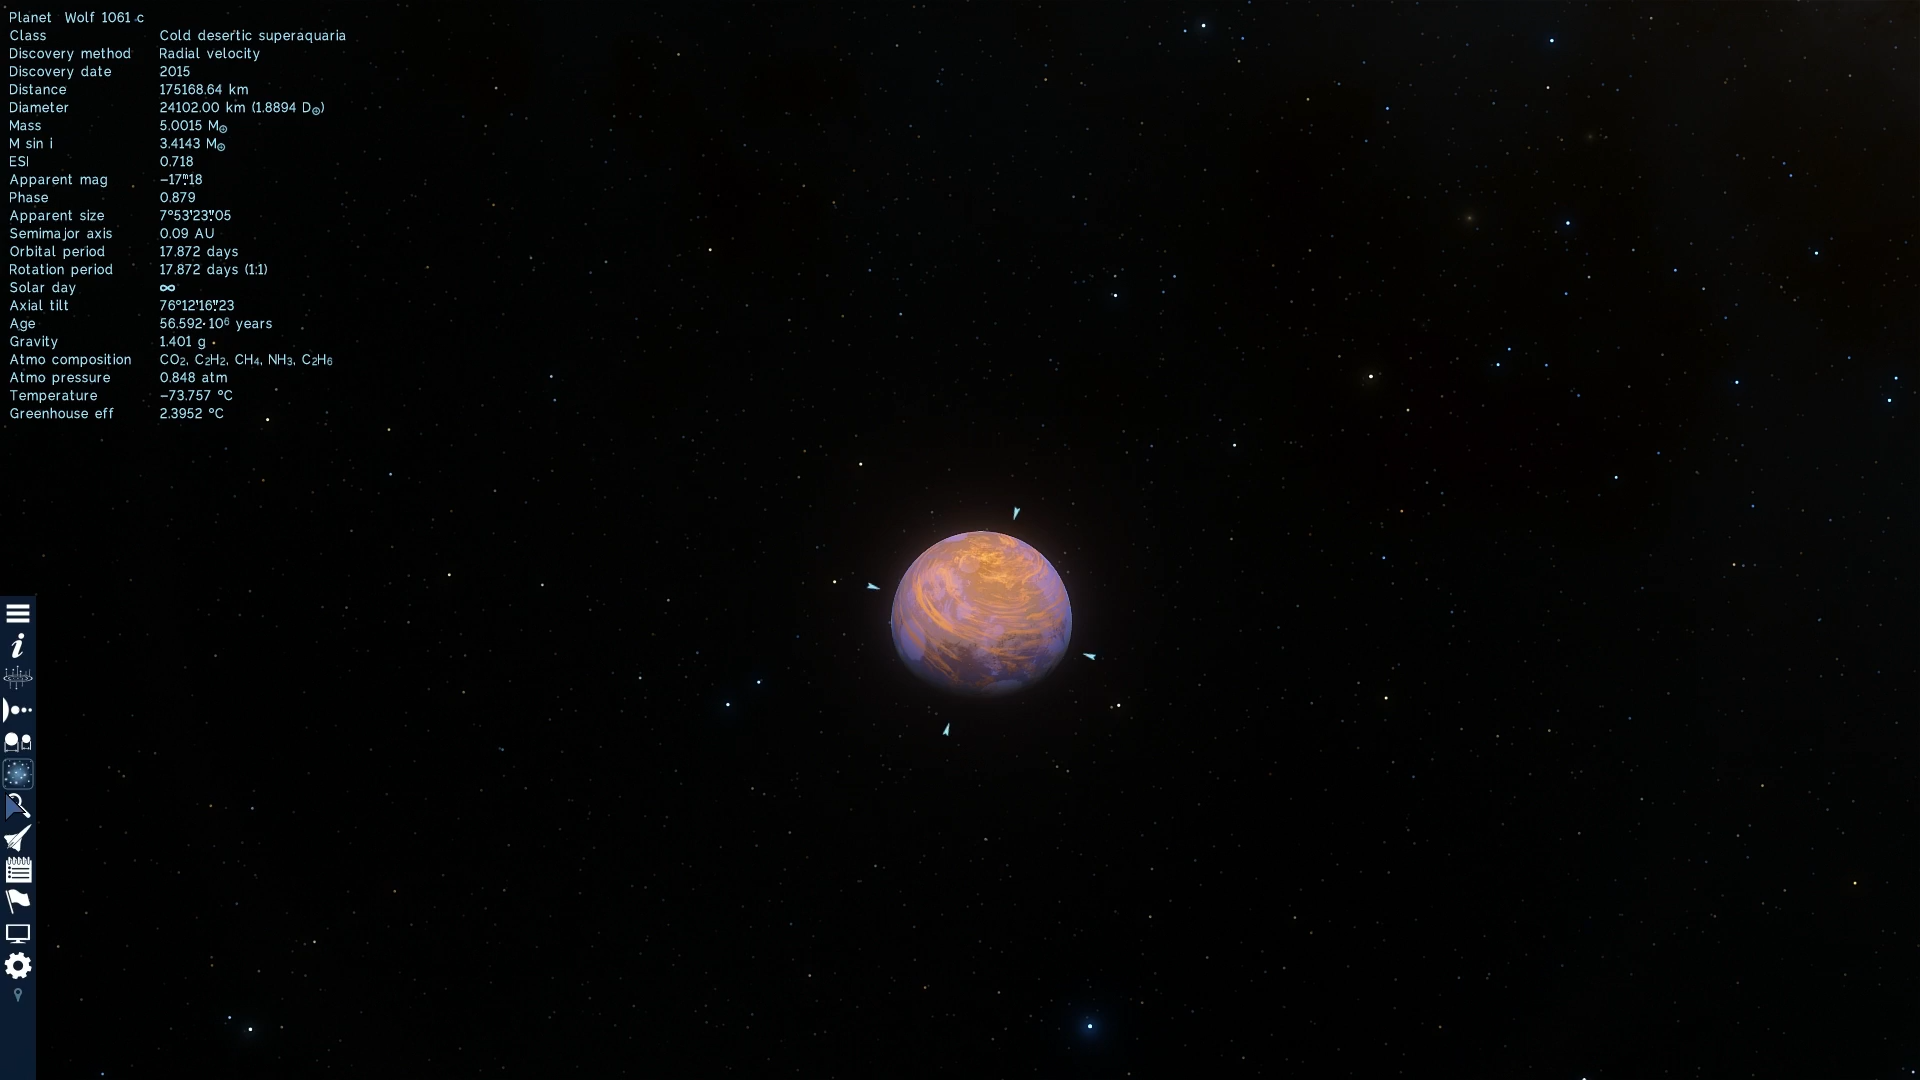 Planet Wolf 1061 c
Class Cold desertic superaquaria
Discovery method Radial velocity
Discovery date 2015
Distance 175168.64 km
Diameter 24102.00 km (1.8894 D⊕)
Mass 5.0015 M⊕
M sin i 3.4143 M⊕
ESI 0.718
Apparent mag −17ᵐ.18
Phase 0.879
Apparent size 7°53'23".05
Semimajor axis 0.09 AU
Orbital period 17.872 days
Rotation period 17.872 days (1:1)
Solar day ∞
Axial tilt 76°12'16".23
Age 56.592·10⁶ years
Gravity 1.401 g
Atmo composition CO₂, C₂H₂, CH₄, NH₃, C₂H₆
Atmo pressure 0.848 atm
Temperature −73.757 °C
Greenhouse eff 2.3952 °C